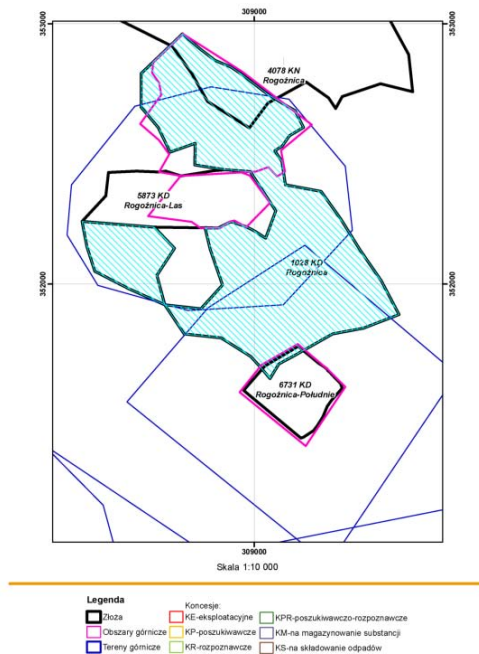 353000
309000
353000
4078 KN
Rogoźnica
5873 KD
Rogoźnica-Las
1028 KD
Rogoźnica
352000
352000
6731 KD
Rogoźnica-Południe
309000
Skala 1:10 000
Legenda
Złoża
Obszary górnicze
Tereny górnicze
Koncesje:
KE-eksploatacyjne
KP-poszukiwawcze
KR-rozpoznawcze
KPR-poszukiwawczo-rozpoznawcze
KM-na magazynowanie substancji
KS-na składowanie odpadów